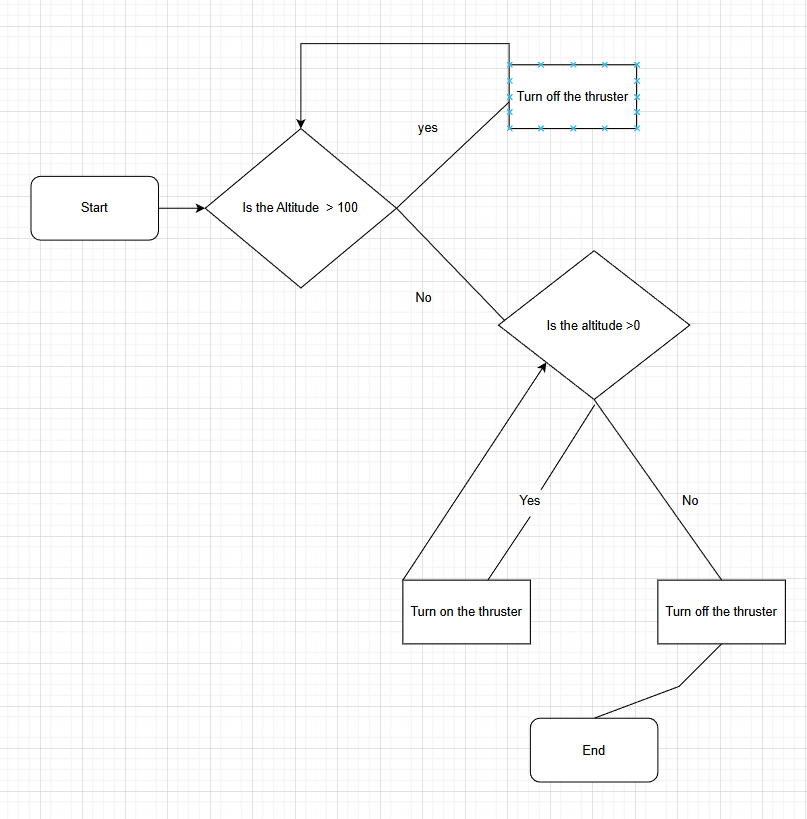 Turn off the thruster
yes
Start
Is the Altitude  > 100
No
Is the altitude >0
Yes
No
Turn on the thruster
Turn off the thruster
End